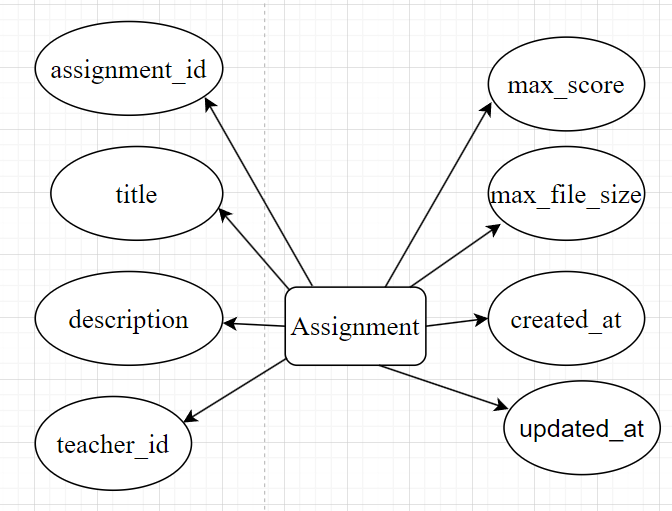 assignment_id
max_score
title
max_file_size
description
Assignment
created_at
teacher_id
updated_at